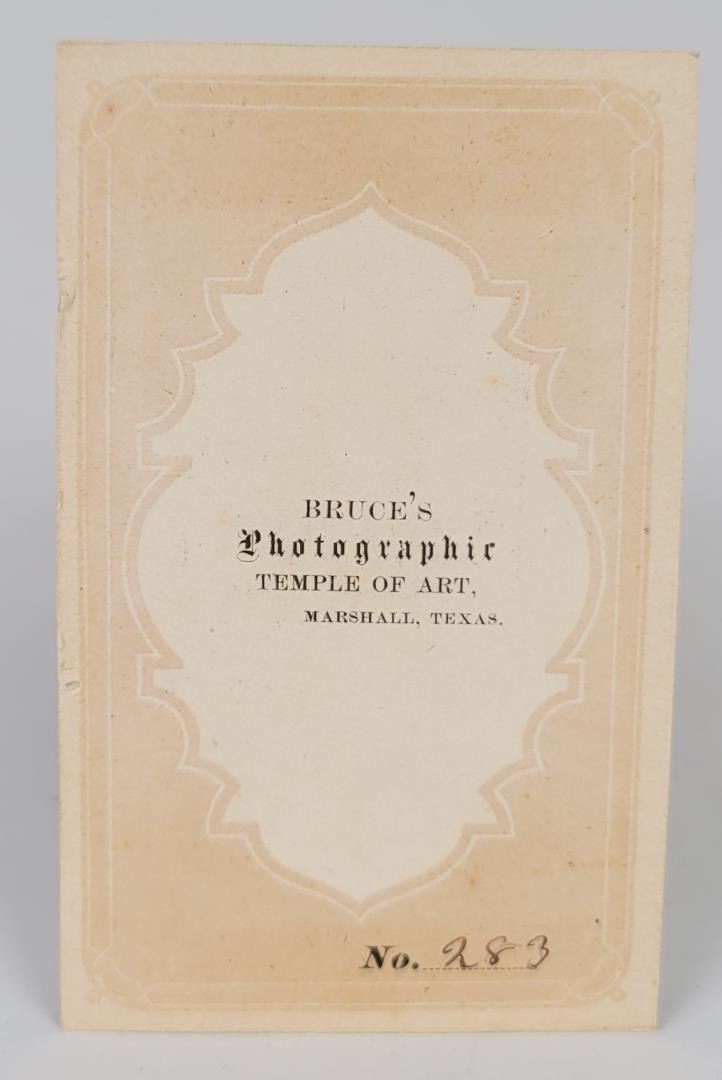 BRUCE'S
Photographic
TEMPLE OF ART,
MARSHALL, TEXAS.
No. 283